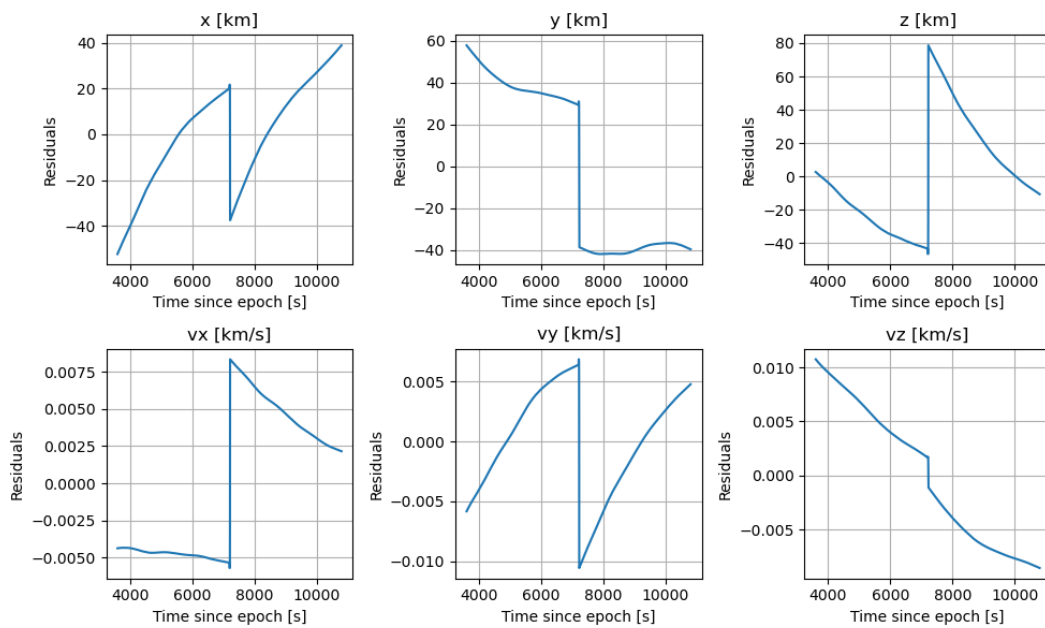 x [km]
Residuals
40
20
0
−20
−40
4000 6000 8000 10000
Time since epoch [s]
y [km]
Residuals
60
40
20
0
−20
−40
4000 6000 8000 10000
Time since epoch [s]
z [km]
Residuals
80
60
40
20
0
−20
−40
4000 6000 8000 10000
Time since epoch [s]
vx [km/s]
Residuals
0.0075
0.0050
0.0025
0.0000
−0.0025
−0.0050
4000 6000 8000 10000
Time since epoch [s]
vy [km/s]
Residuals
0.005
0.000
−0.005
−0.010
4000 6000 8000 10000
Time since epoch [s]
vz [km/s]
Residuals
0.010
0.005
0.000
−0.005
4000 6000 8000 10000
Time since epoch [s]